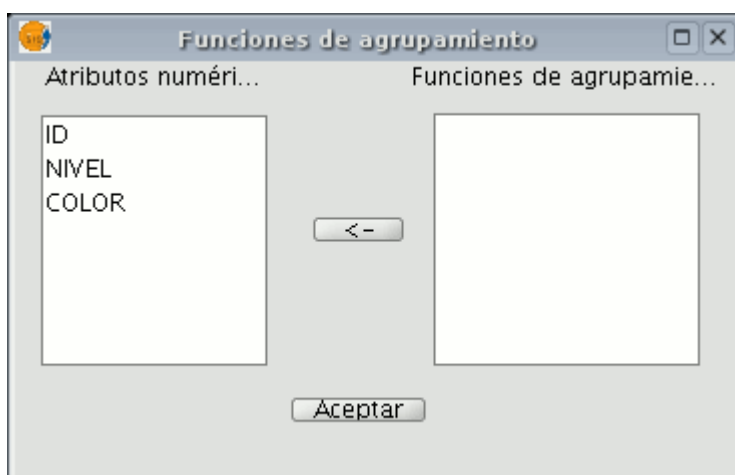 Funciones de agrupamiento
Atributos numéri...
Funciones de agrupamie...
ID
NIVEL
COLOR
<-
Aceptar